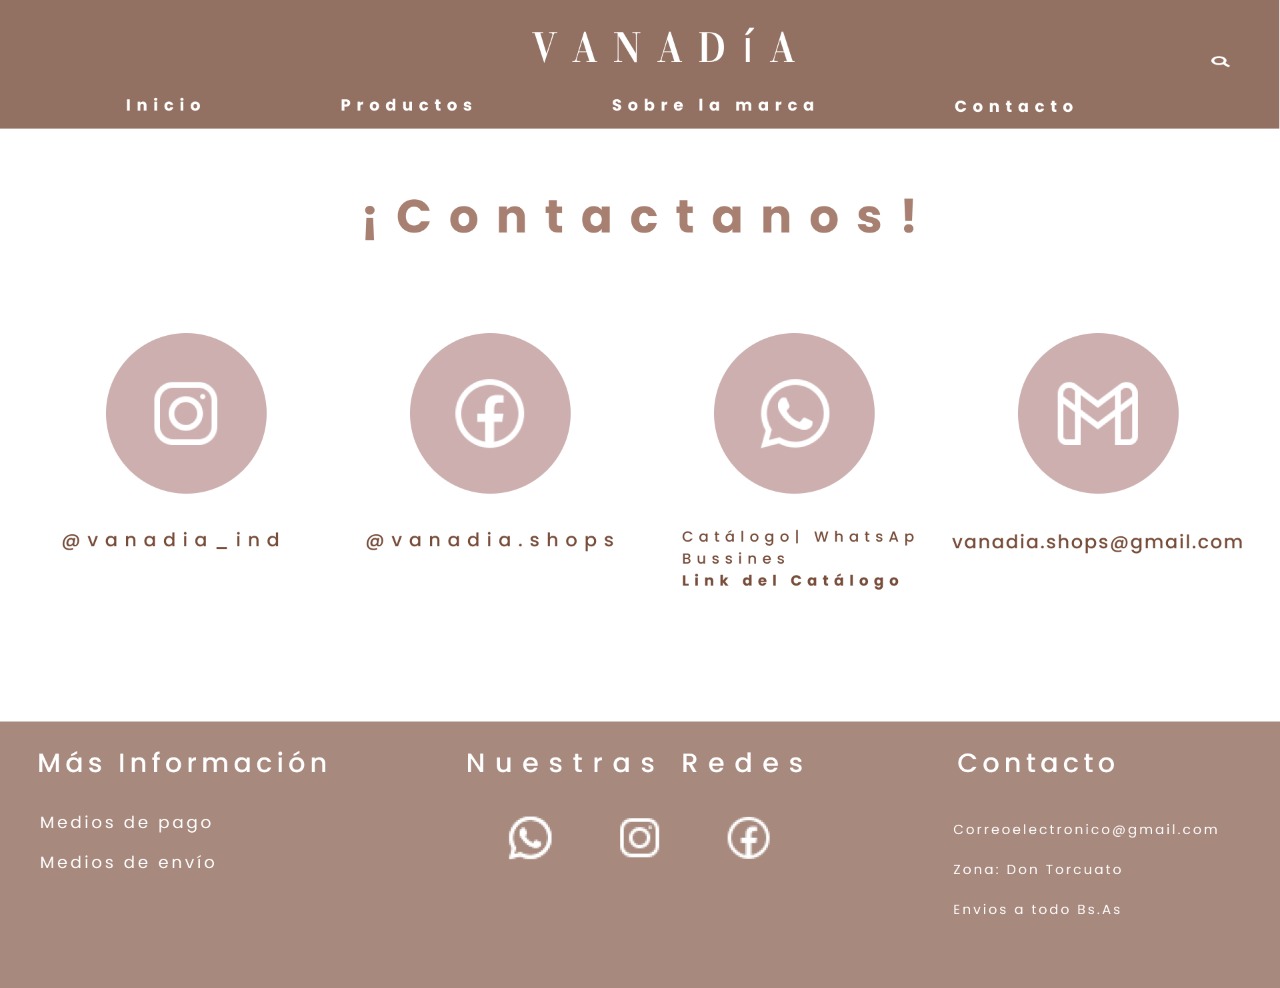 VANADíA
Inicio Productos Sobre la marca Contacto
¡Contactanos!
@vanadia_ind
@vanadia.shops
Catálogo| WhatsAp
Bussines
Link del Catálogo
vanadia.shops@gmail.com
Más Información
Medios de pago
Medios de envío
Nuestras Redes
Contacto
Correoelectronico@gmail.com
Zona: Don Torcuato
Envios a todo Bs.As